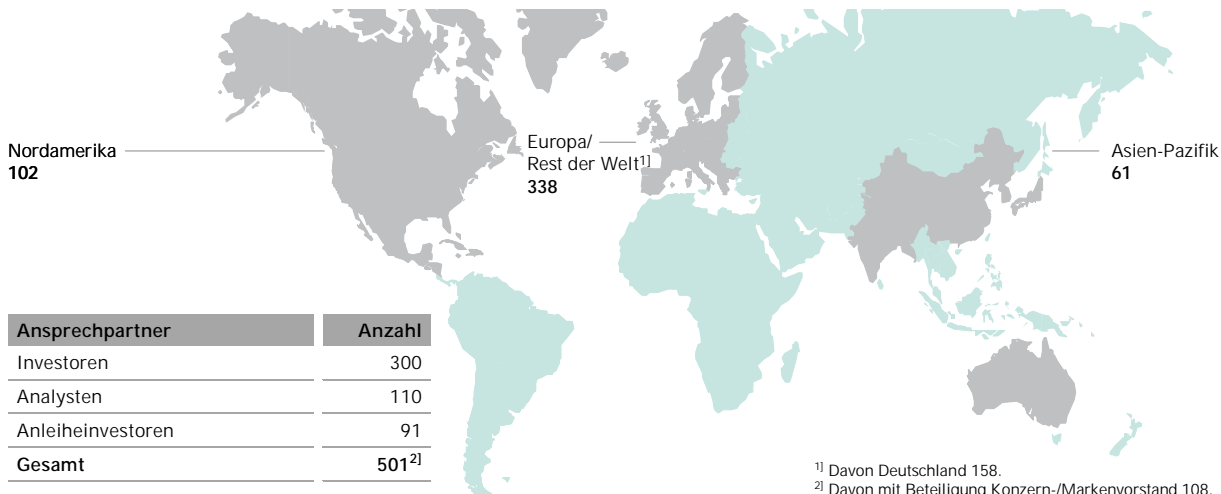 Nordamerika
102
Europa/
Rest der Welt1]
338
Asien-Pazifik
61
Ansprechpartner Anzahl
Investoren 300
Analysten 110
Anleiheinvestoren 91
Gesamt 5012]
1] Davon Deutschland 158.
2] Davon mit Beteiligung Konzern-/Markenvorstand 108.